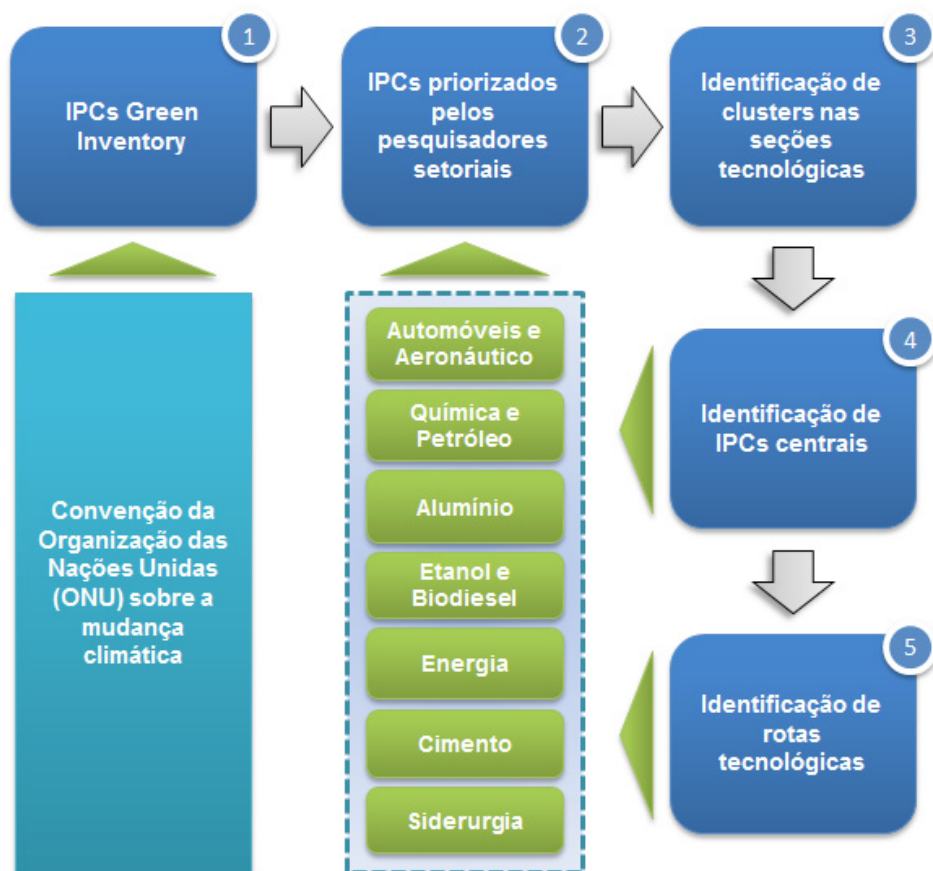 1
IPCs Green
Inventory
2
IPCs priorizados
pelos
pesquisadores
setoriais
3
Identificação de
clusters nas
seções
tecnológicas
Convenção da
Organização das
Nações Unidas
(ONU) sobre a
mudança
climática
Automóveis e
Aeronáutico
Química e
Petróleo
Alumínio
Etanol e
Biodiesel
Energia
Cimento
Siderurgia
4
Identificação de
IPCs centrais
5
Identificação de
rotas
tecnológicas